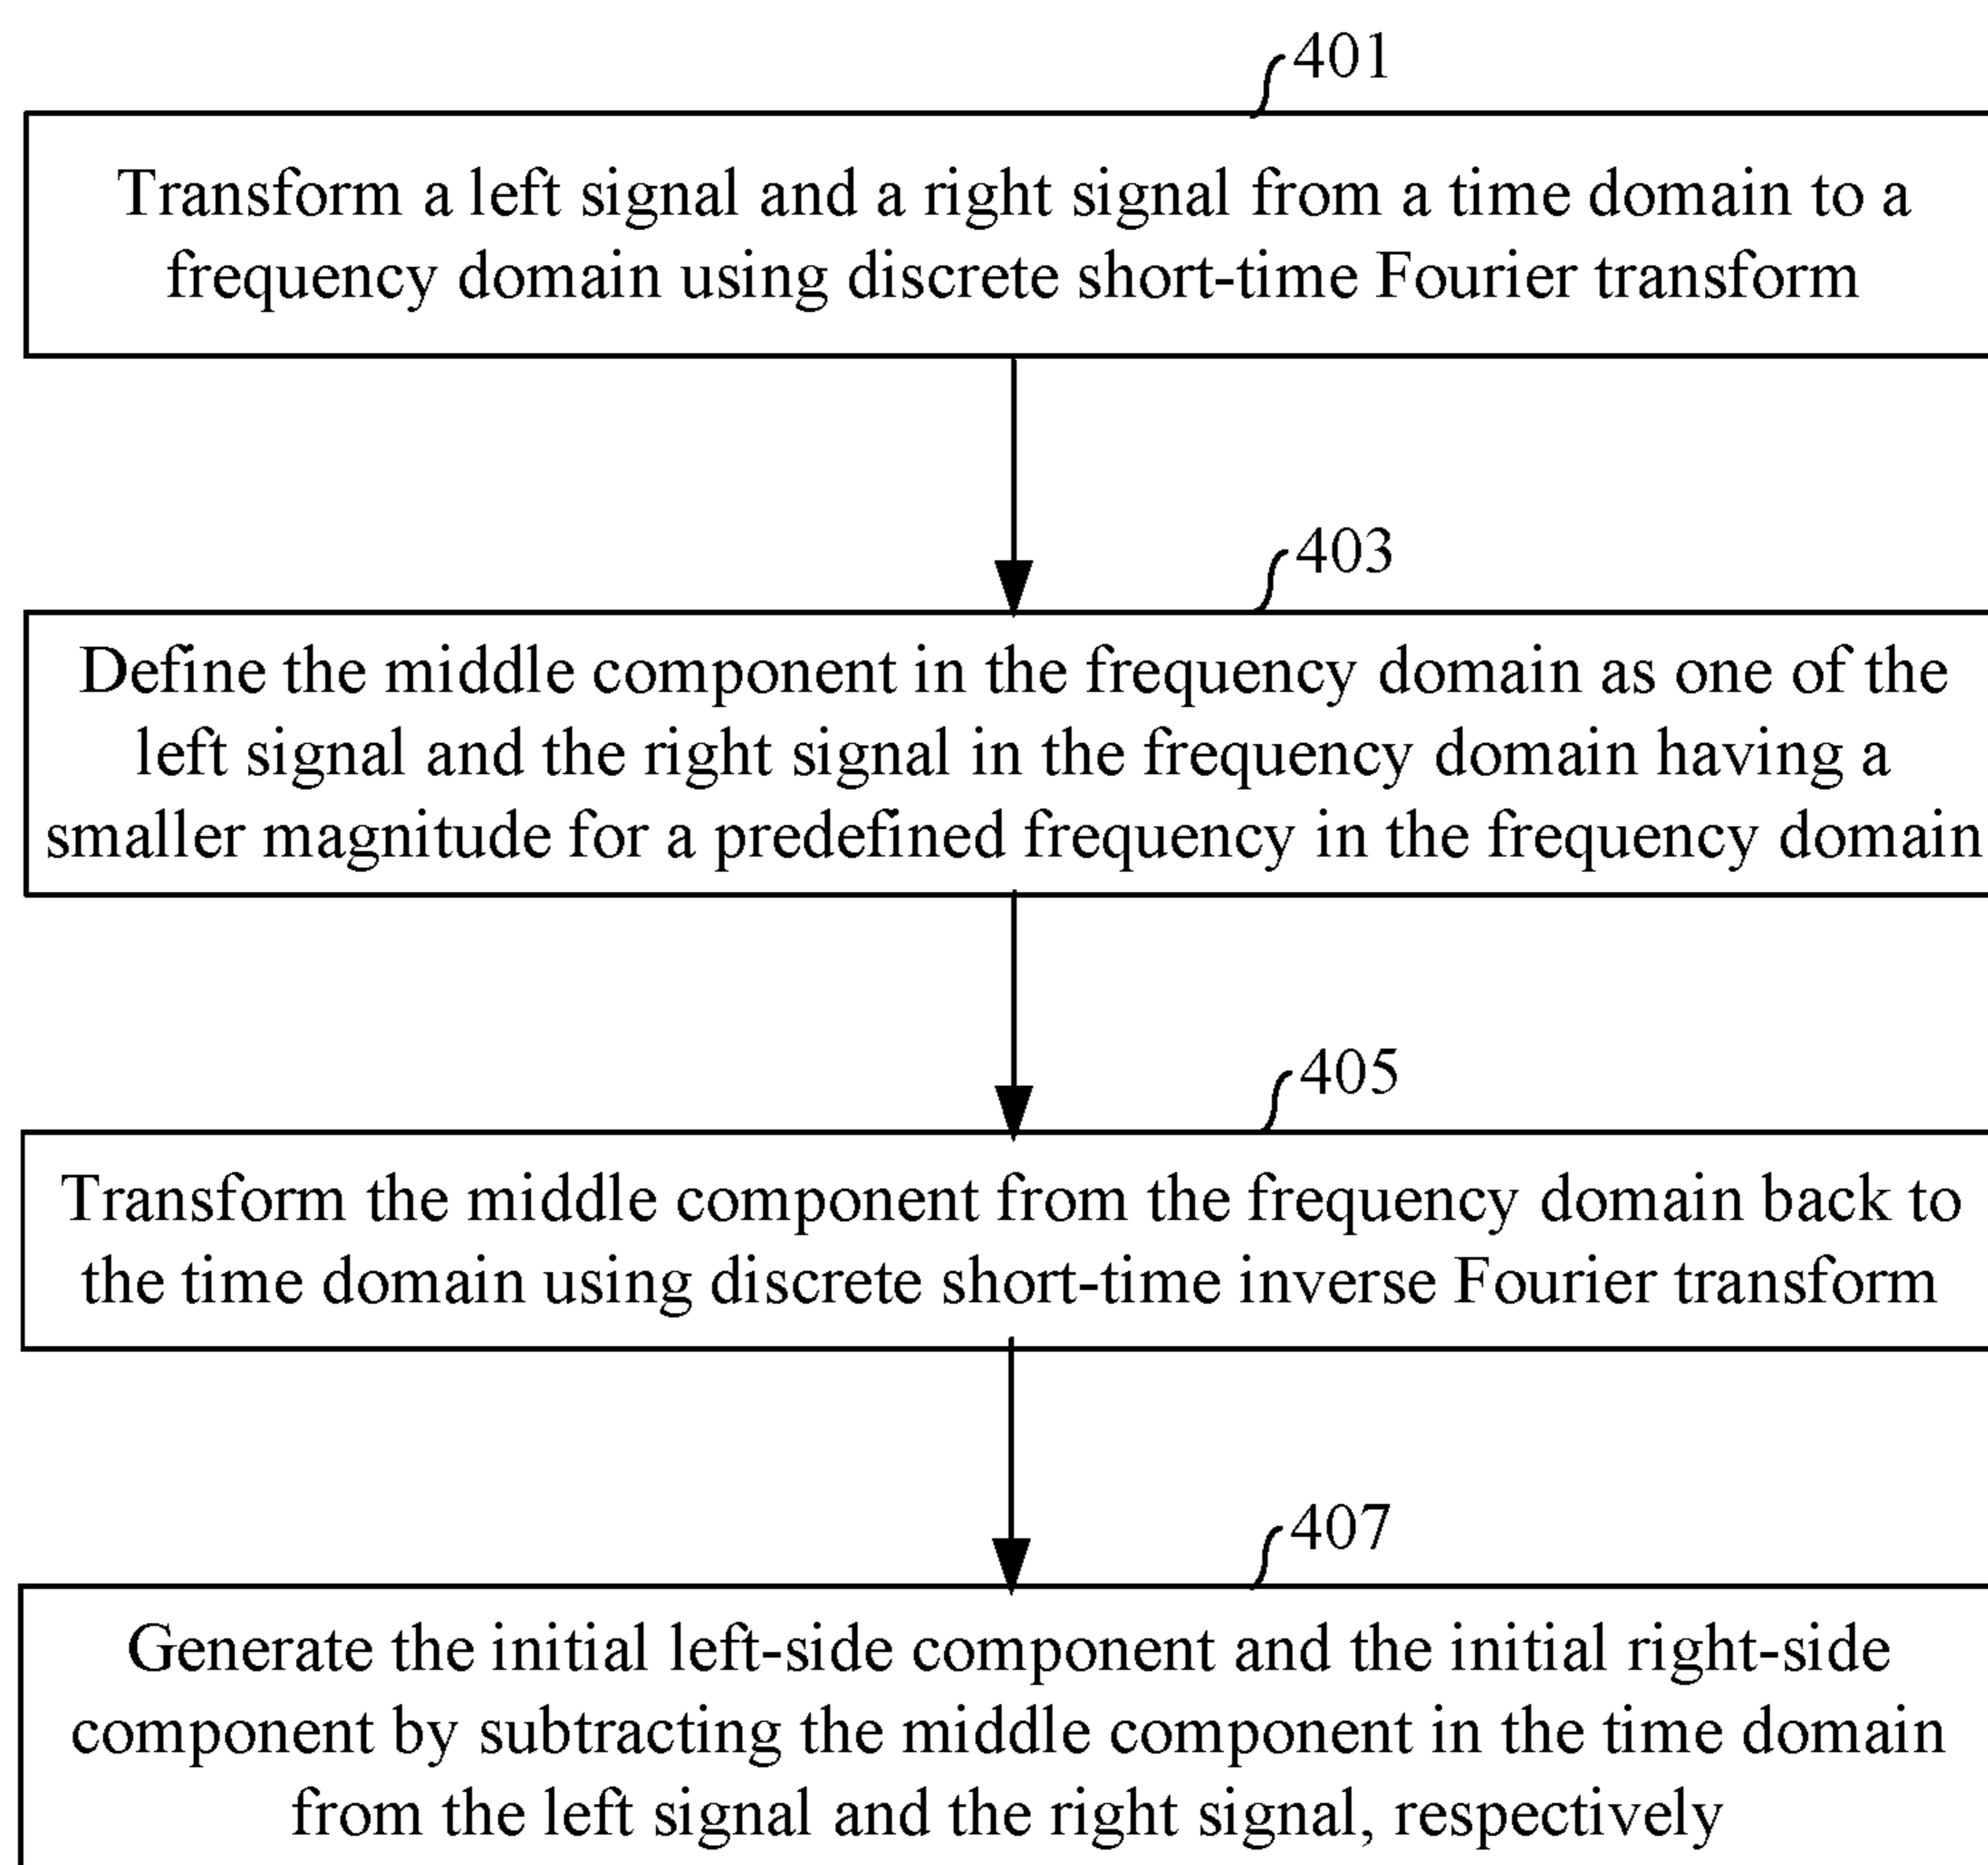 401
Transform a left signal and a right signal from a time domain to a
frequency domain using discrete short-time Fourier transform
403
Define the middle component in the frequency domain as one of the
left signal and the right signal in the frequency domain having a
smaller magnitude for a predefined frequency in the frequency domain
405
Transform the middle component from the frequency domain back to
the time domain using discrete short-time inverse Fourier transform
407
Generate the initial left-side component and the initial right-side
component by subtracting the middle component in the time domain
from the left signal and the right signal, respectively